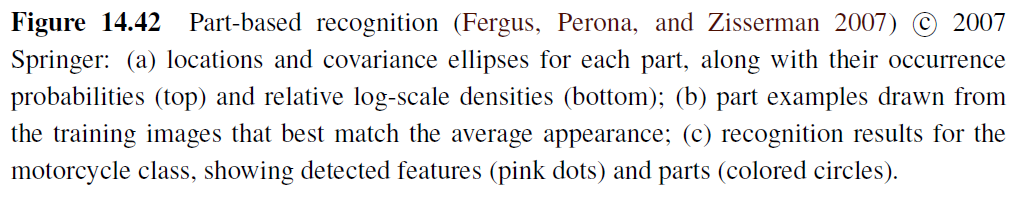 Figure 14.42 Part-based recognition (Fergus, Perona, and Zisserman 2007) © 2007
Springer: (a) locations and covariance ellipses for each part, along with their occurrence
probabilities (top) and relative log-scale densities (bottom); (b) part examples drawn from
the training images that best match the average appearance; (c) recognition results for the
motorcycle class, showing detected features (pink dots) and parts (colored circles).